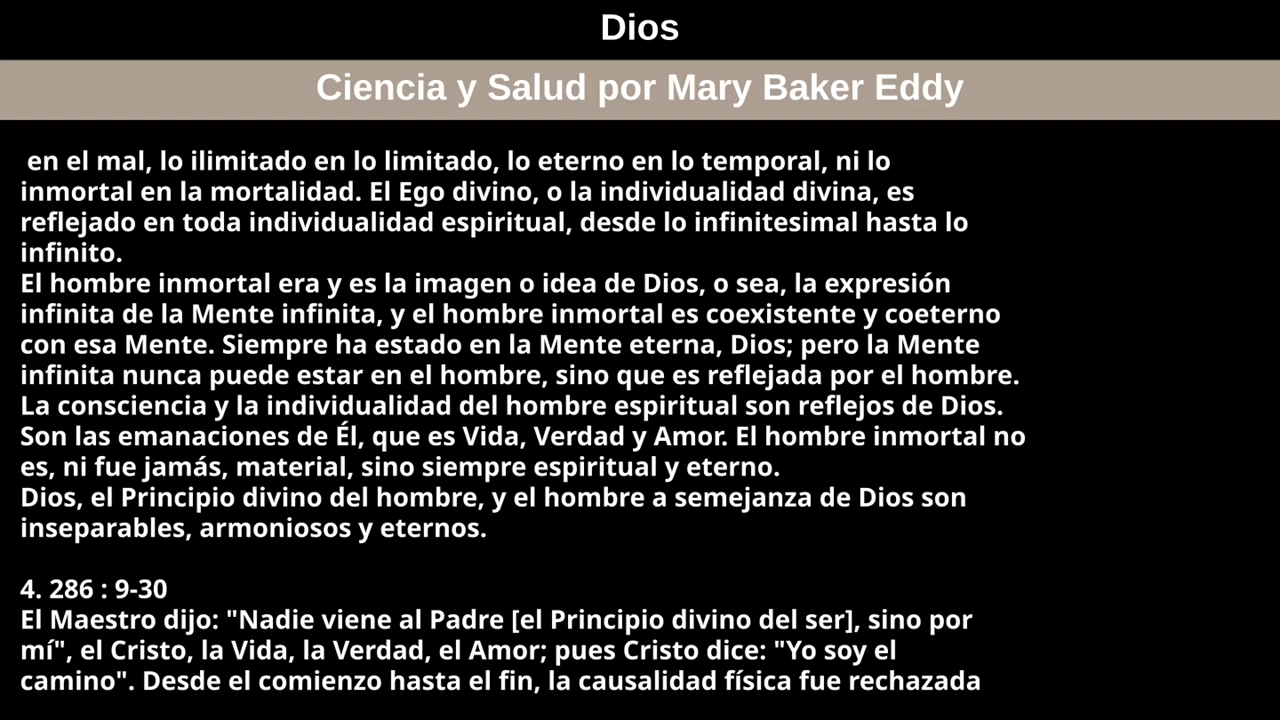 Dios
Ciencia y Salud por Mary Baker Eddy
en el mal, lo ilimitado en lo limitado, lo eterno en lo temporal, ni lo
inmortal en la mortalidad. El Ego divino, o la individualidad divina, es
reflejado en toda individualidad espiritual, desde lo infinitesimal hasta lo
infinito.
El hombre inmortal era y es la imagen o idea de Dios, o sea, la expresión
infinita de la Mente infinita, y el hombre inmortal es coexistente y coeterno
con esa Mente. Siempre ha estado en la Mente eterna, Dios; pero la Mente
infinita nunca puede estar en el hombre, sino que es reflejada por el hombre.
La consciencia y la individualidad del hombre espiritual son reflejos de Dios.
Son las emanaciones de Él, que es Vida, Verdad y Amor. El hombre inmortal no
es, ni fue jamás, material, sino siempre espiritual y eterno.
Dios, el Principio divino del hombre, y el hombre a semejanza de Dios son
inseparables, armoniosos y eternos.
4. 286 : 9-30
El Maestro dijo: "Nadie viene al Padre [el Principio divino del ser], sino por
mí", el Cristo, la Vida, la Verdad, el Amor; pues Cristo dice: "Yo soy el
camino". Desde el comienzo hasta el fin, la causalidad física fue rechazada